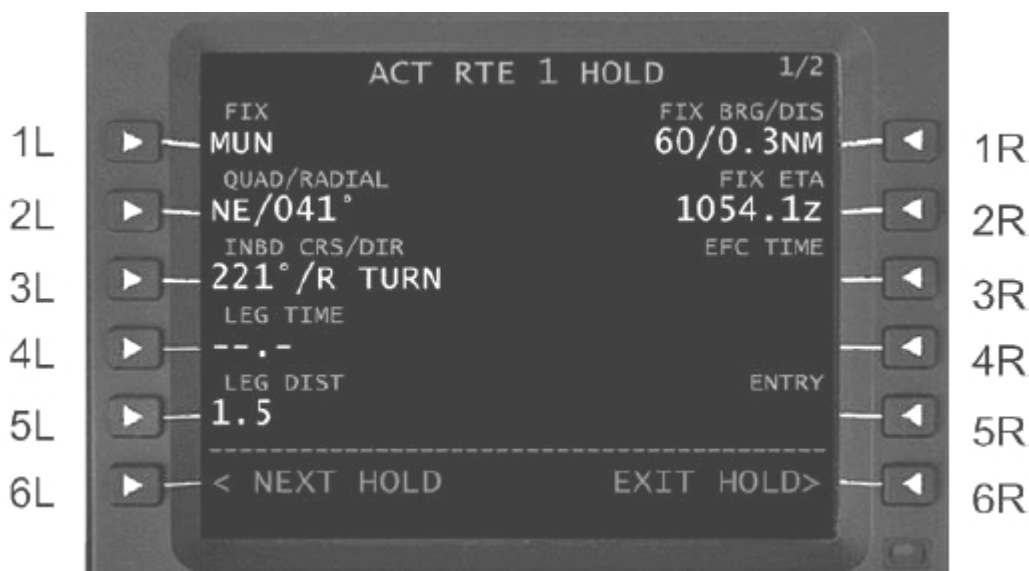 ACT RTE 1 HOLD 1/2
FIX FIX BRG/DIS
1L MUN 60/0.3NM 1R
QUAD/RADIAL FIX ETA
2L NE/041° 1054.1z 2R
INBD CRS/DIR EFC TIME
3L 221°/R TURN 3R
LEG TIME
4L --.- 4R
LEG DIST ENTRY
5L 1.5 5R
6L < NEXT HOLD EXIT HOLD> 6R